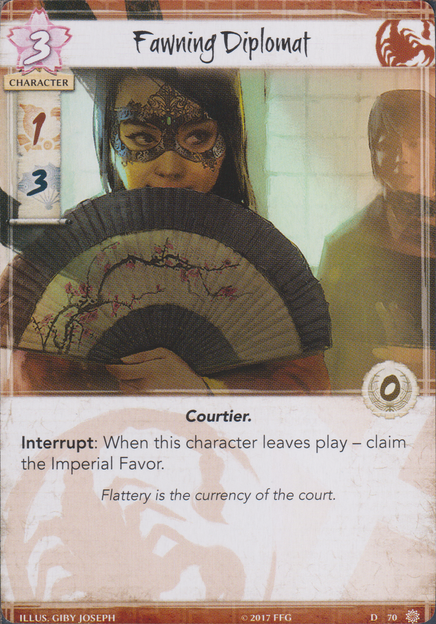 3
Fawning Diplomat
CHARACTER
1
3
0
Courtier.
Interrupt: When this character leaves play – claim
the Imperial Favor.
Flattery is the currency of the court.
ILLUS. GIBY JOSEPH
© 2017 FFG
D 70